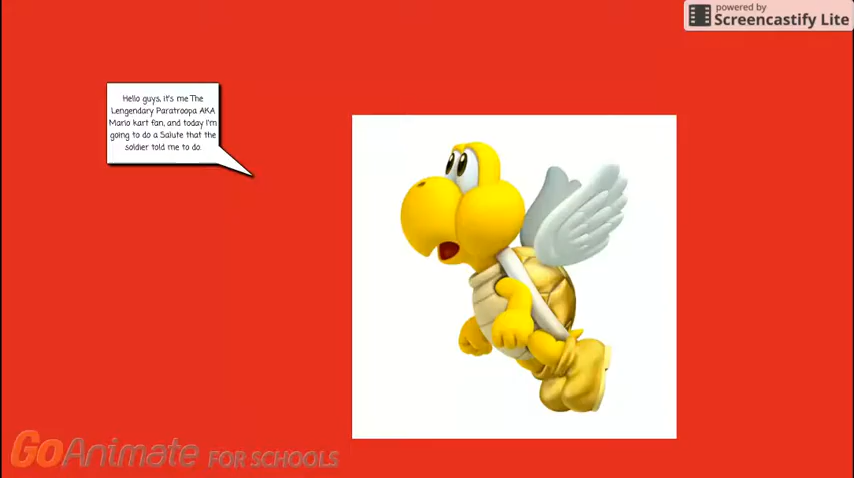 powered by
Screencastify Lite
Hello guys, it's me The
Lengendary Paratroopa AKA
Mario kart fan, and today I'm
going to do a Salute that the
soldier told me to do.
GoAnimate FOR SCHOOLS